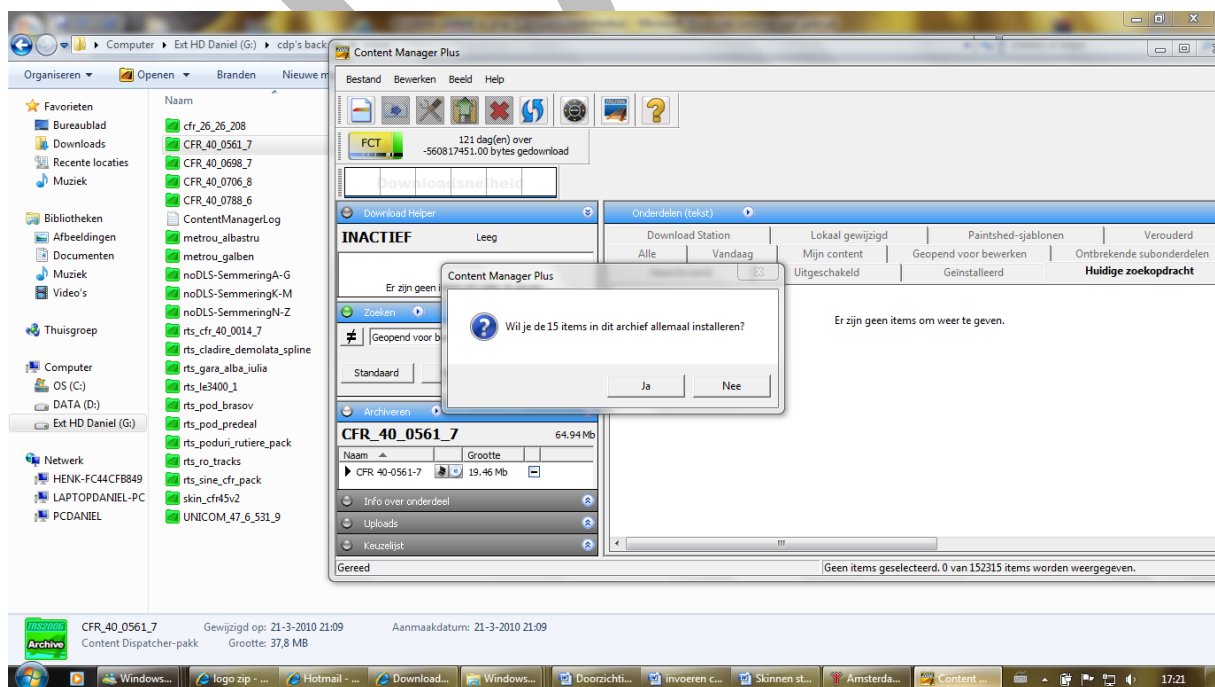 Computer ▸ Ext HD Daniel (G:) ▸ cdp's back
Organiseren
Openen
Branden
Nieuwe m
Favorieten
Bureaublad
Downloads
Recente locaties
Muziek
Bibliotheken
Afbeeldingen
Documenten
Muziek
Video's
Thuisgroep
Computer
OS (C:)
DATA (D:)
Ext HD Daniel (G:)
Netwerk
HENK-FC44CFB849
LAPTOPDANIEL-PC
PCDANIEL
Naam
cfr_26_26_208
CFR_40_0561_7
CFR_40_0698_7
CFR_40_0706_8
CFR_40_0788_6
ContentManagerLog
metrou_albastru
metrou_galben
noDLS-SemmeringA-G
noDLS-SemmeringK-M
noDLS-SemmeringN-Z
rts_cfr_40_0014_7
rts_cladire_demolata_spline
rts_gara_alba_iulia
rts_le3400_1
rts_pod_brasov
rts_pod_predeal
rts_poduri_rutiere_pack
rts_ro_tracks
rts_sine_cfr_pack
skin_cfr45v2
UNICOM_47_6_531_9
Content Manager Plus
Bestand Bewerken Beeld Help
FCT
121 dag(en) over
-560817451.00 bytes gedownload
Downloadsnelheid
Download Helper
INACTIEF Leeg
Er zijn geen
Zoeken
Geopend voor b
Standaard
Archiveren
CFR_40_0561_7 64.94Mb
Naam Grootte
CFR 40-0561-7 19.46 Mb
Info over onderdeel
Uploads
Keuzelijst
Onderdelen (tekst)
Download Station Lokaal gewijzigd Paintshed-sjablonen Verouderd
Alle Vandaag Mijn content Geopend voor bewerken Ontbrekende subonderdelen
Uitgeschakeld Geïnstalleerd Huidige zoekopdracht
Er zijn geen items om weer te geven.
Content Manager Plus
Wil je de 15 items in dit archief allemaal installeren?
Ja Nee
Gereed
Geen items geselecteerd. 0 van 152315 items worden weergegeven.
TRS2006
Archive
CFR_40_0561_7 Gewijzigd op: 21-3-2010 21:09 Aanmaakdatum: 21-3-2010 21:09
Content Dispatcher-pakk Grootte: 37,8 MB
Window... logo zip - ... Hotmail - ... Download... Windows... Doorzichti... invoeren c... Skinnen st... Amsterda... Content ... 17:21